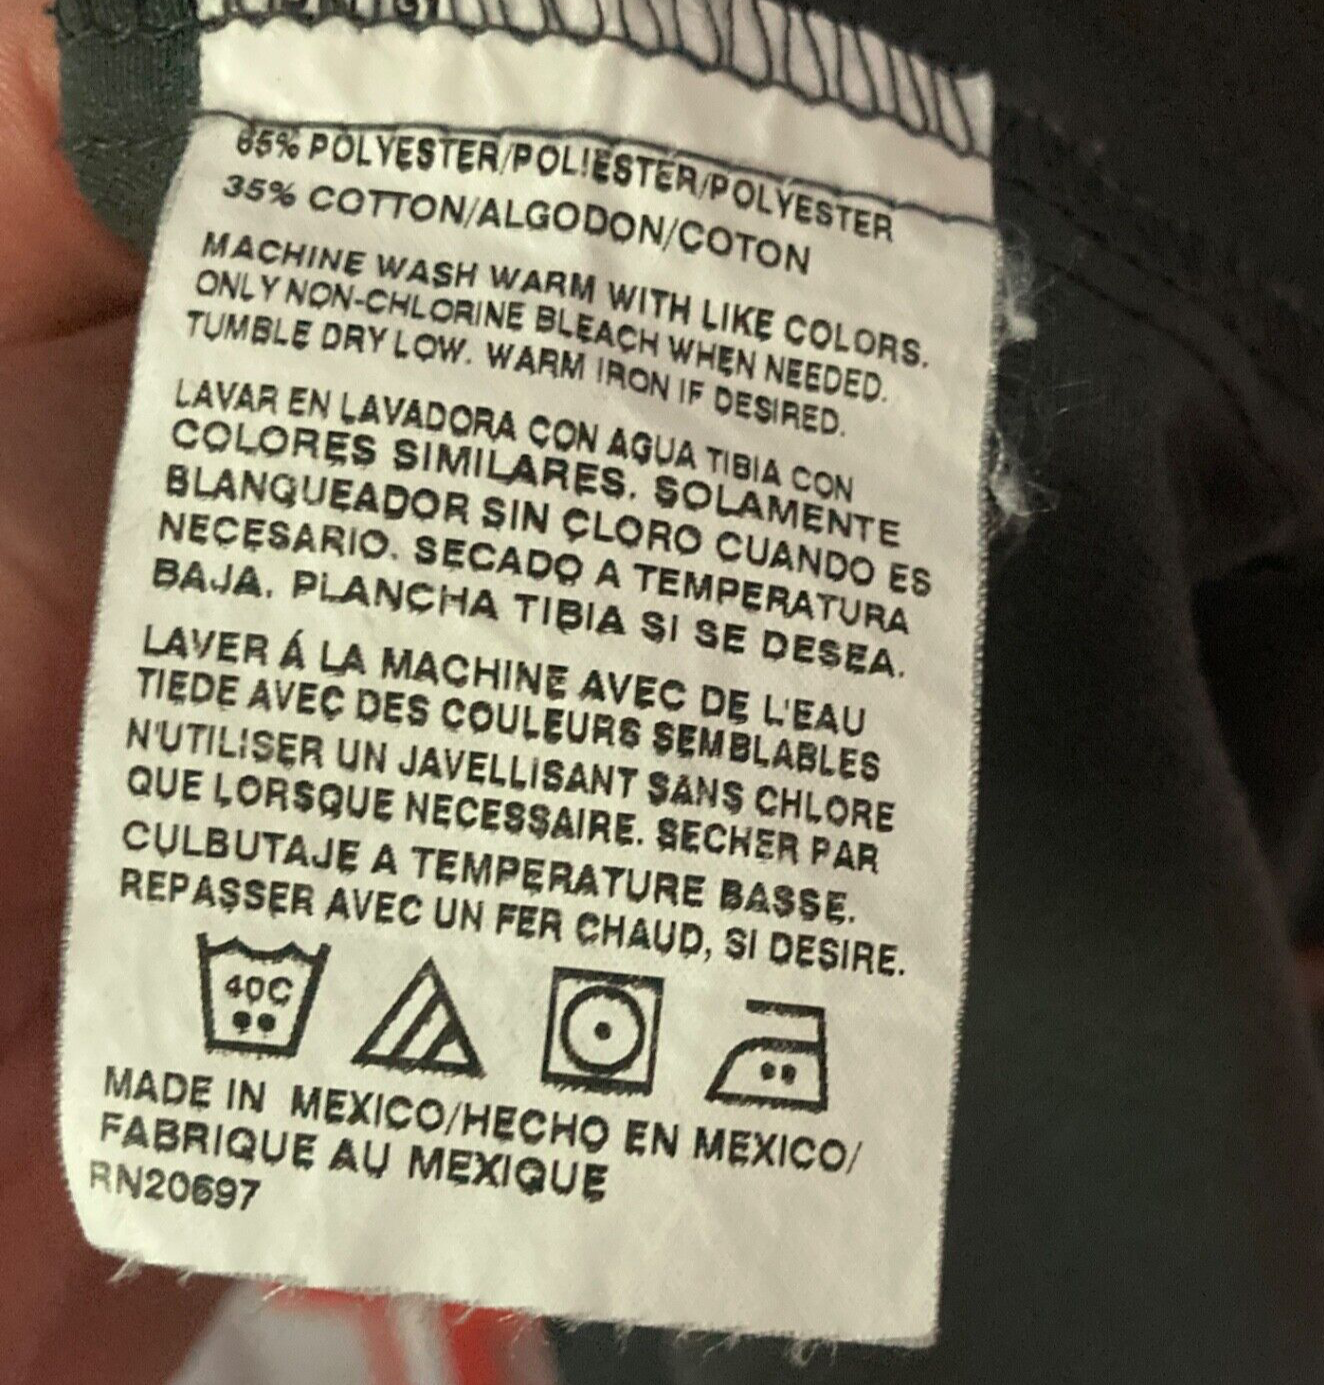 65% POLYESTER/POLIESTER/POLYESTER
35% COTTON/ALGODON/COTON
MACHINE WASH WARM WITH LIKE COLORS.
ONLY NON-CHLORINE BLEACH WHEN NEEDED.
TUMBLE DRY LOW. WARM IRON IF DESIRED.
LAVAR EN LAVADORA CON AGUA TIBIA CON
COLORES SIMILARES. SOLAMENTE
BLANQUEADOR SIN CLORO CUANDO ES
NECESARIO. SECADO A TEMPERATURA
BAJA. PLANCHA TIBIA SI SE DESEA.
LAVER Á LA MACHINE AVEC DE L'EAU
TIEDE AVEC DES COULEURS SEMBLABLES
N'UTILISER UN JAVELLISANT SANS CHLORE
QUE LORSQUE NECESSAIRE. SECHER PAR
CULBUTAJE A TEMPERATURE BASSE.
REPASSER AVEC UN FER CHAUD, SI DESIRE.
40C
MADE IN MEXICO/HECHO EN MEXICO/
FABRIQUE AU MEXIQUE
RN20697